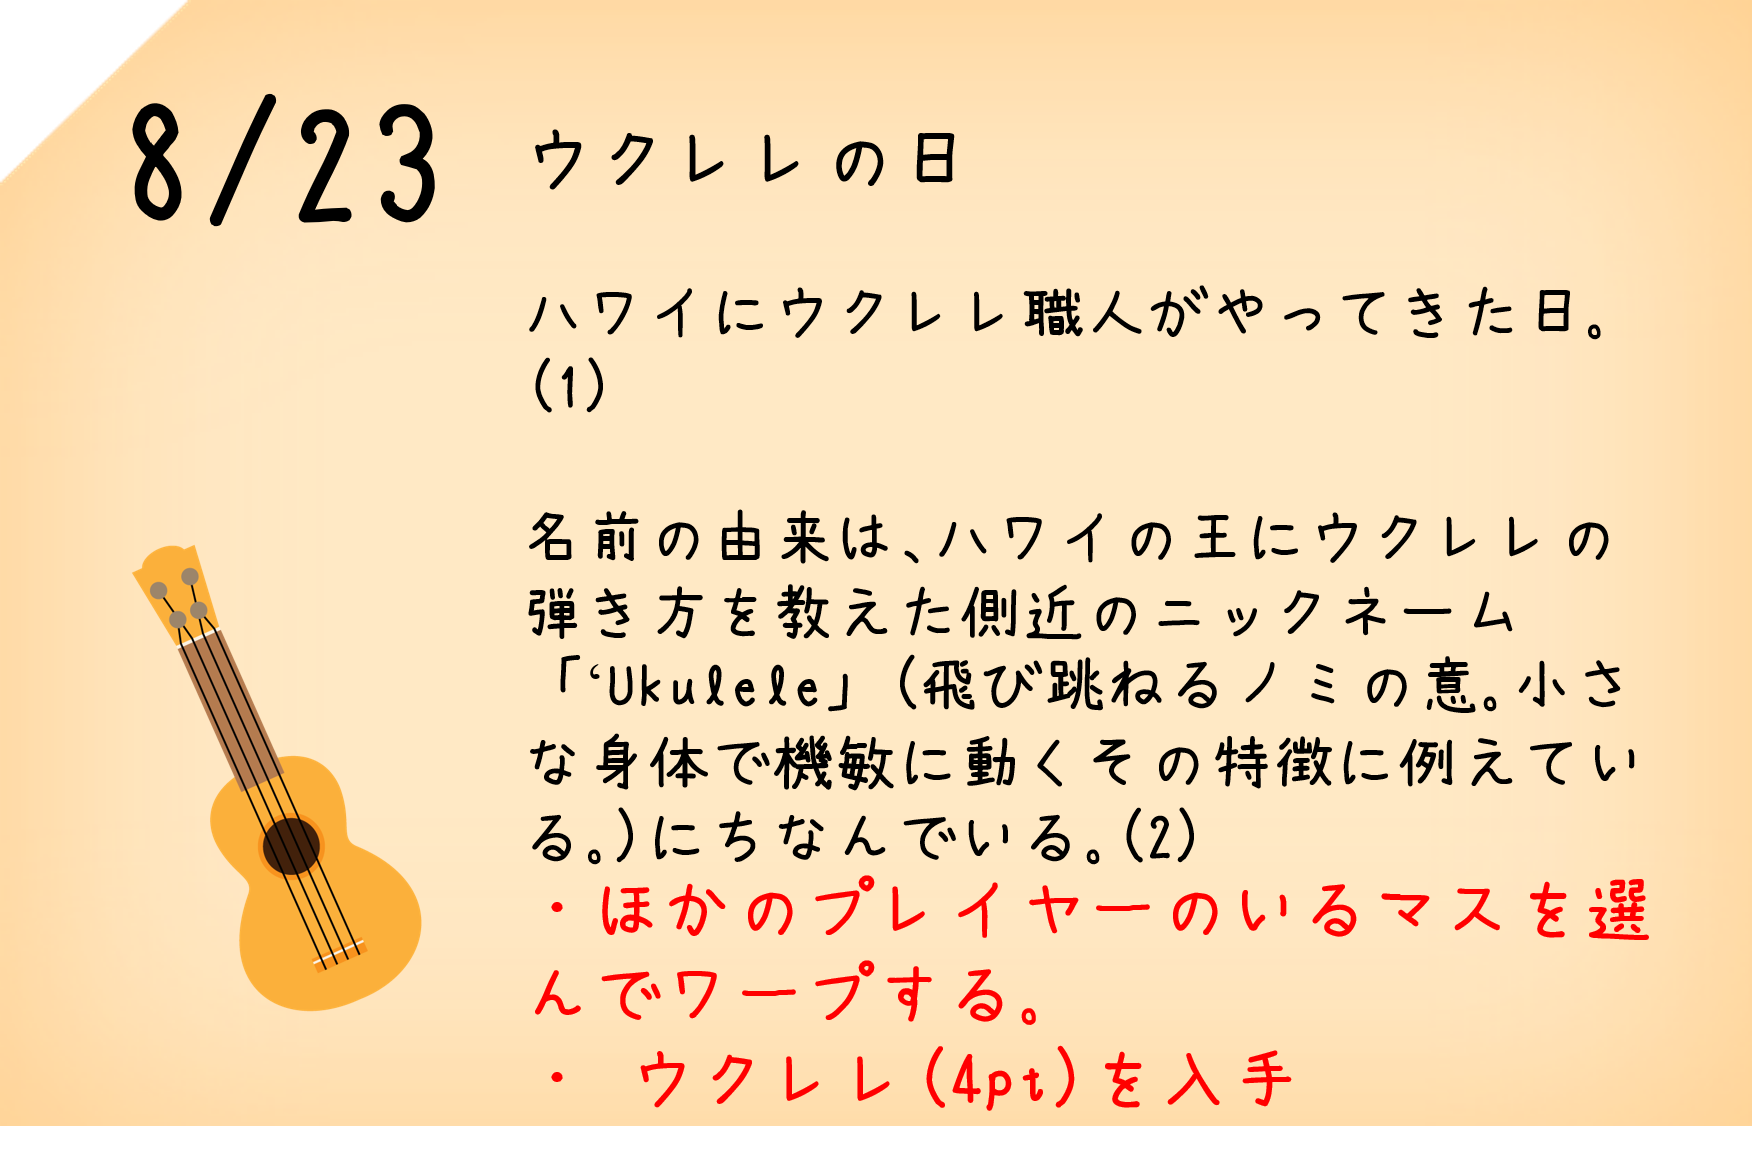 8/23 ウクレレの日
ハワイにウクレレ職人がやってきた日。
(1)
名前の由来は、ハワイの王にウクレレの
弾き方を教えた側近のニックネーム
「‘Ukulele」(飛び跳ねるノミの意。小さ
な身体で機敏に動くその特徴に例えてい
る。)にちなんでいる。(2)
・ほかのプレイヤーのいるマスを選
んでワープする。
・ ウクレレ(4pt)を入手